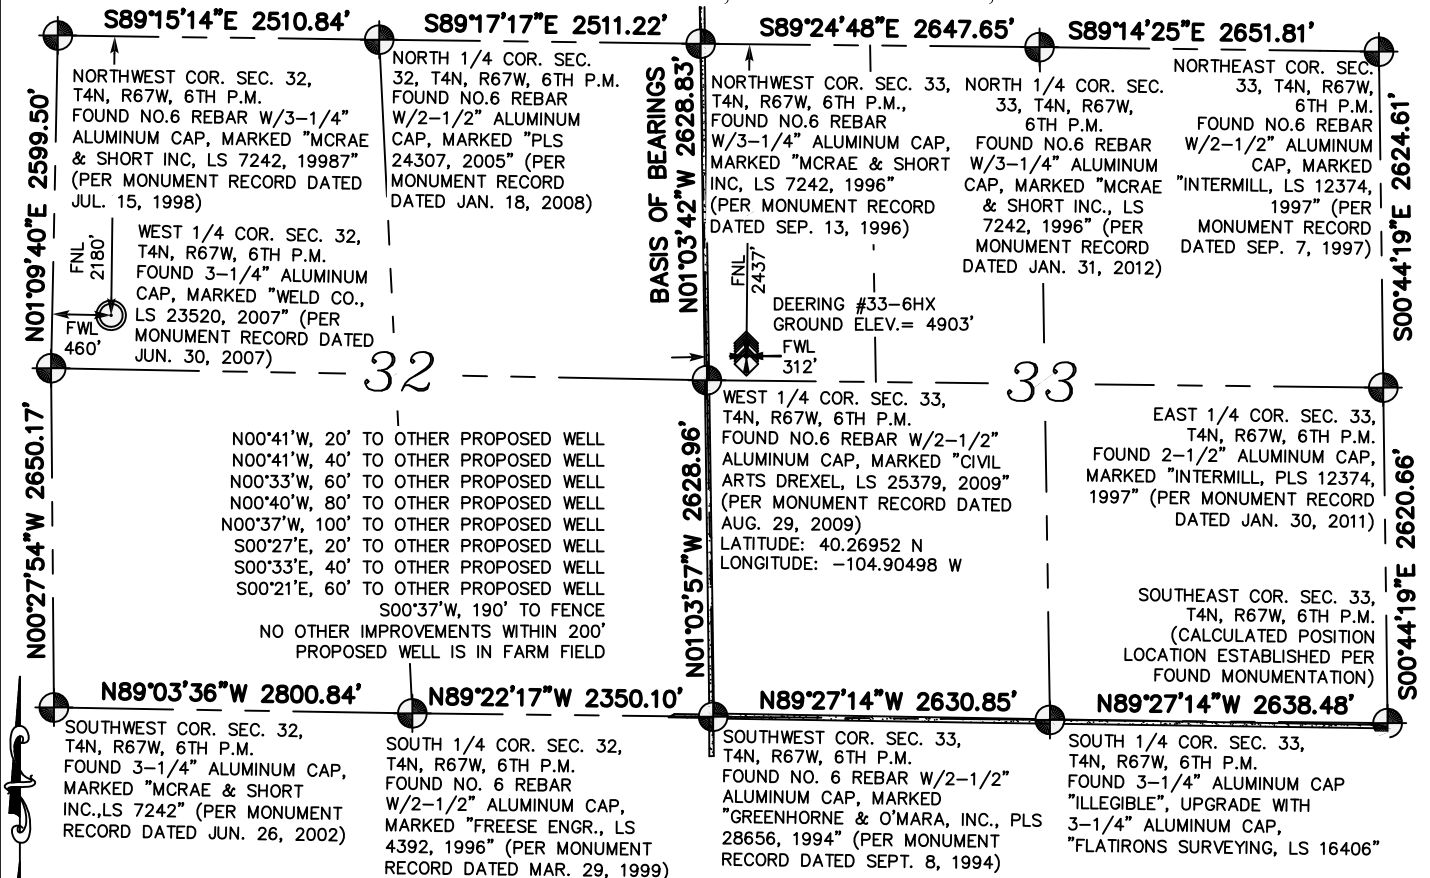 S89°15'14"E 2510.84'
S89°17'17"E 2511.22'
S89°24'48"E 2647.65'
S89°14'25"E 2651.81'
N01°09'40"E 2599.50'
NORTHWEST COR. SEC. 32,
T4N, R67W, 6TH P.M.
FOUND NO.6 REBAR W/3-1/4"
ALUMINUM CAP, MARKED "MCRAE
& SHORT INC, LS 7242, 19987"
(PER MONUMENT RECORD DATED
JUL. 15, 1998)
NORTH 1/4 COR. SEC.
32, T4N, R67W, 6TH P.M.
FOUND NO.6 REBAR
W/2-1/2" ALUMINUM
CAP, MARKED "PLS
24307, 2005" (PER
MONUMENT RECORD
DATED JAN. 18, 2008)
BASIS OF BEARINGS
N01°03'42"W 2628.83'
NORTHWEST COR. SEC. 33,
T4N, R67W, 6TH P.M.,
FOUND NO.6 REBAR
W/3-1/4" ALUMINUM CAP,
MARKED "MCRAE & SHORT
INC, LS 7242, 1996"
(PER MONUMENT RECORD
DATED SEP. 13, 1996)
NORTH 1/4 COR. SEC.
33, T4N, R67W,
6TH P.M.
FOUND NO.6 REBAR
W/3-1/4" ALUMINUM
CAP, MARKED "MCRAE
& SHORT INC., LS
7242, 1996" (PER
MONUMENT RECORD
DATED JAN. 31, 2012)
NORTHEAST COR. SEC.
33, T4N, R67W,
6TH P.M.
FOUND NO.6 REBAR
W/2-1/2" ALUMINUM
CAP, MARKED
"INTERMILL, LS 12374,
1997" (PER
MONUMENT RECORD
DATED SEP. 7, 1997)
S00°44'19"E 2624.61'
FNL
2180'
FWL
460'
WEST 1/4 COR. SEC. 32,
T4N, R67W, 6TH P.M.
FOUND 3-1/4" ALUMINUM
CAP, MARKED "WELD CO.,
LS 23520, 2007" (PER
MONUMENT RECORD DATED
JUN. 30, 2007)
FNL
2437'
DEERING #33-6HX
GROUND ELEV.= 4903'
FWL
312'
32
33
N00°27'54"W 2650.17'
N00°41'W, 20' TO OTHER PROPOSED WELL
N00°41'W, 40' TO OTHER PROPOSED WELL
N00°33'W, 60' TO OTHER PROPOSED WELL
N00°40'W, 80' TO OTHER PROPOSED WELL
N00°37'W, 100' TO OTHER PROPOSED WELL
S00°27'E, 20' TO OTHER PROPOSED WELL
S00°33'E, 40' TO OTHER PROPOSED WELL
S00°21'E, 60' TO OTHER PROPOSED WELL
S00°37'W, 190' TO FENCE
NO OTHER IMPROVEMENTS WITHIN 200'
PROPOSED WELL IS IN FARM FIELD
N01°03'57"W 2628.96'
WEST 1/4 COR. SEC. 33,
T4N, R67W, 6TH P.M.
FOUND NO.6 REBAR W/2-1/2"
ALUMINUM CAP, MARKED "CIVIL
ARTS DREXEL, LS 25379, 2009"
(PER MONUMENT RECORD DATED
AUG. 29, 2009)
LATITUDE: 40.26952 N
LONGITUDE: -104.90498 W
EAST 1/4 COR. SEC. 33,
T4N, R67W, 6TH P.M.
FOUND 2-1/2" ALUMINUM CAP,
MARKED "INTERMILL, PLS 12374,
1997" (PER MONUMENT RECORD
DATED JAN. 30, 2011)
SOUTHEAST COR. SEC. 33,
T4N, R67W, 6TH P.M.
(CALCULATED POSITION
LOCATION ESTABLISHED PER
FOUND MONUMENTATION)
S00°44'19"E 2620.66'
N89°03'36"W 2800.84'
N89°22'17"W 2350.10'
N89°27'14"W 2630.85'
N89°27'14"W 2638.48'
SOUTHWEST COR. SEC. 32,
T4N, R67W, 6TH P.M.
FOUND 3-1/4" ALUMINUM CAP,
MARKED "MCRAE & SHORT
INC.,LS 7242" (PER MONUMENT
RECORD DATED JUN. 26, 2002)
SOUTH 1/4 COR. SEC. 32,
T4N, R67W, 6TH P.M.
FOUND NO. 6 REBAR
W/2-1/2" ALUMINUM CAP,
MARKED "FREESE ENGR., LS
4392, 1996" (PER MONUMENT
RECORD DATED MAR. 29, 1999)
SOUTHWEST COR. SEC. 33,
T4N, R67W, 6TH P.M.
FOUND NO. 6 REBAR W/2-1/2"
ALUMINUM CAP, MARKED
"GREENHORNE & O'MARA, INC., PLS
28656, 1994" (PER MONUMENT
RECORD DATED SEPT. 8, 1994)
SOUTH 1/4 COR. SEC. 33,
T4N, R67W, 6TH P.M.
FOUND 3-1/4" ALUMINUM CAP
"ILLEGIBLE", UPGRADE WITH
3-1/4" ALUMINUM CAP,
"FLATIRONS SURVEYING, LS 16406"